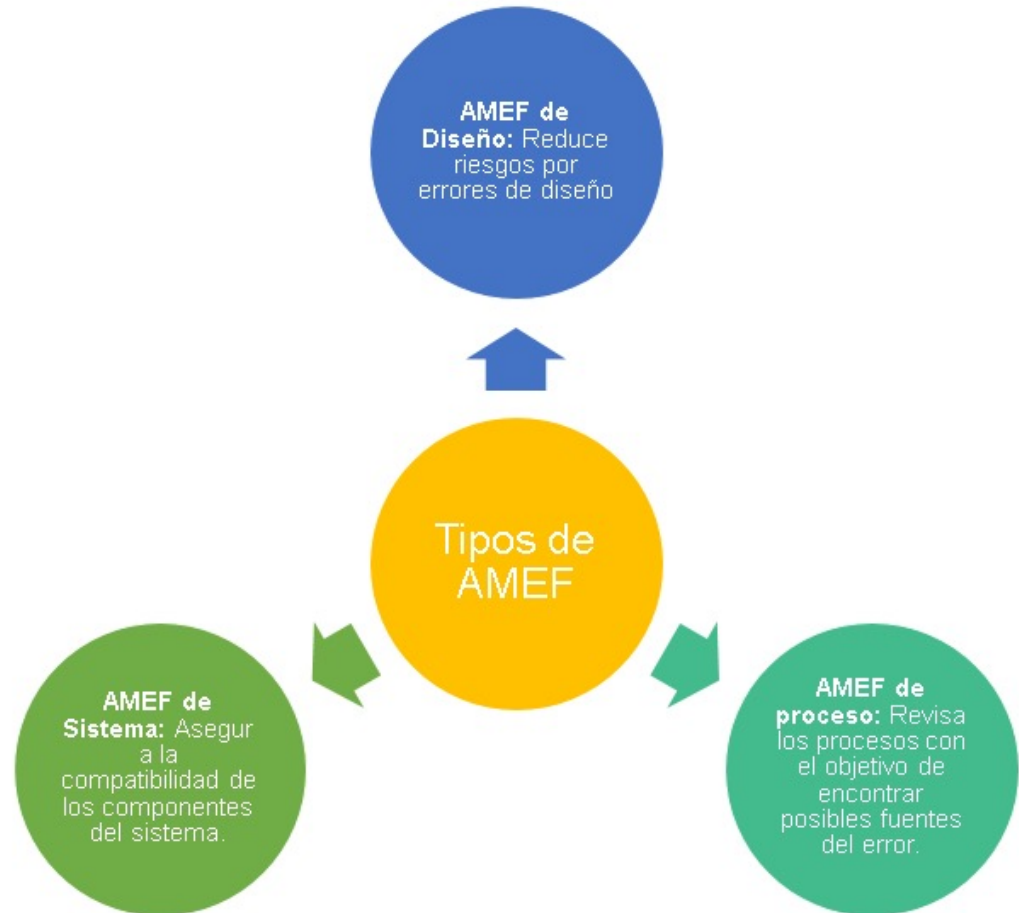 AMEF de
Diseño: Reduce
riesgos por
errores de diseño
Tipos de
AMEF
AMEF de
Sistema: Asegur
a la
compatibilidad de
los componentes
del sistema.
AMEF de
proceso: Revisa
los procesos con
el objetivo de
encontrar
posibles fuentes
del error.